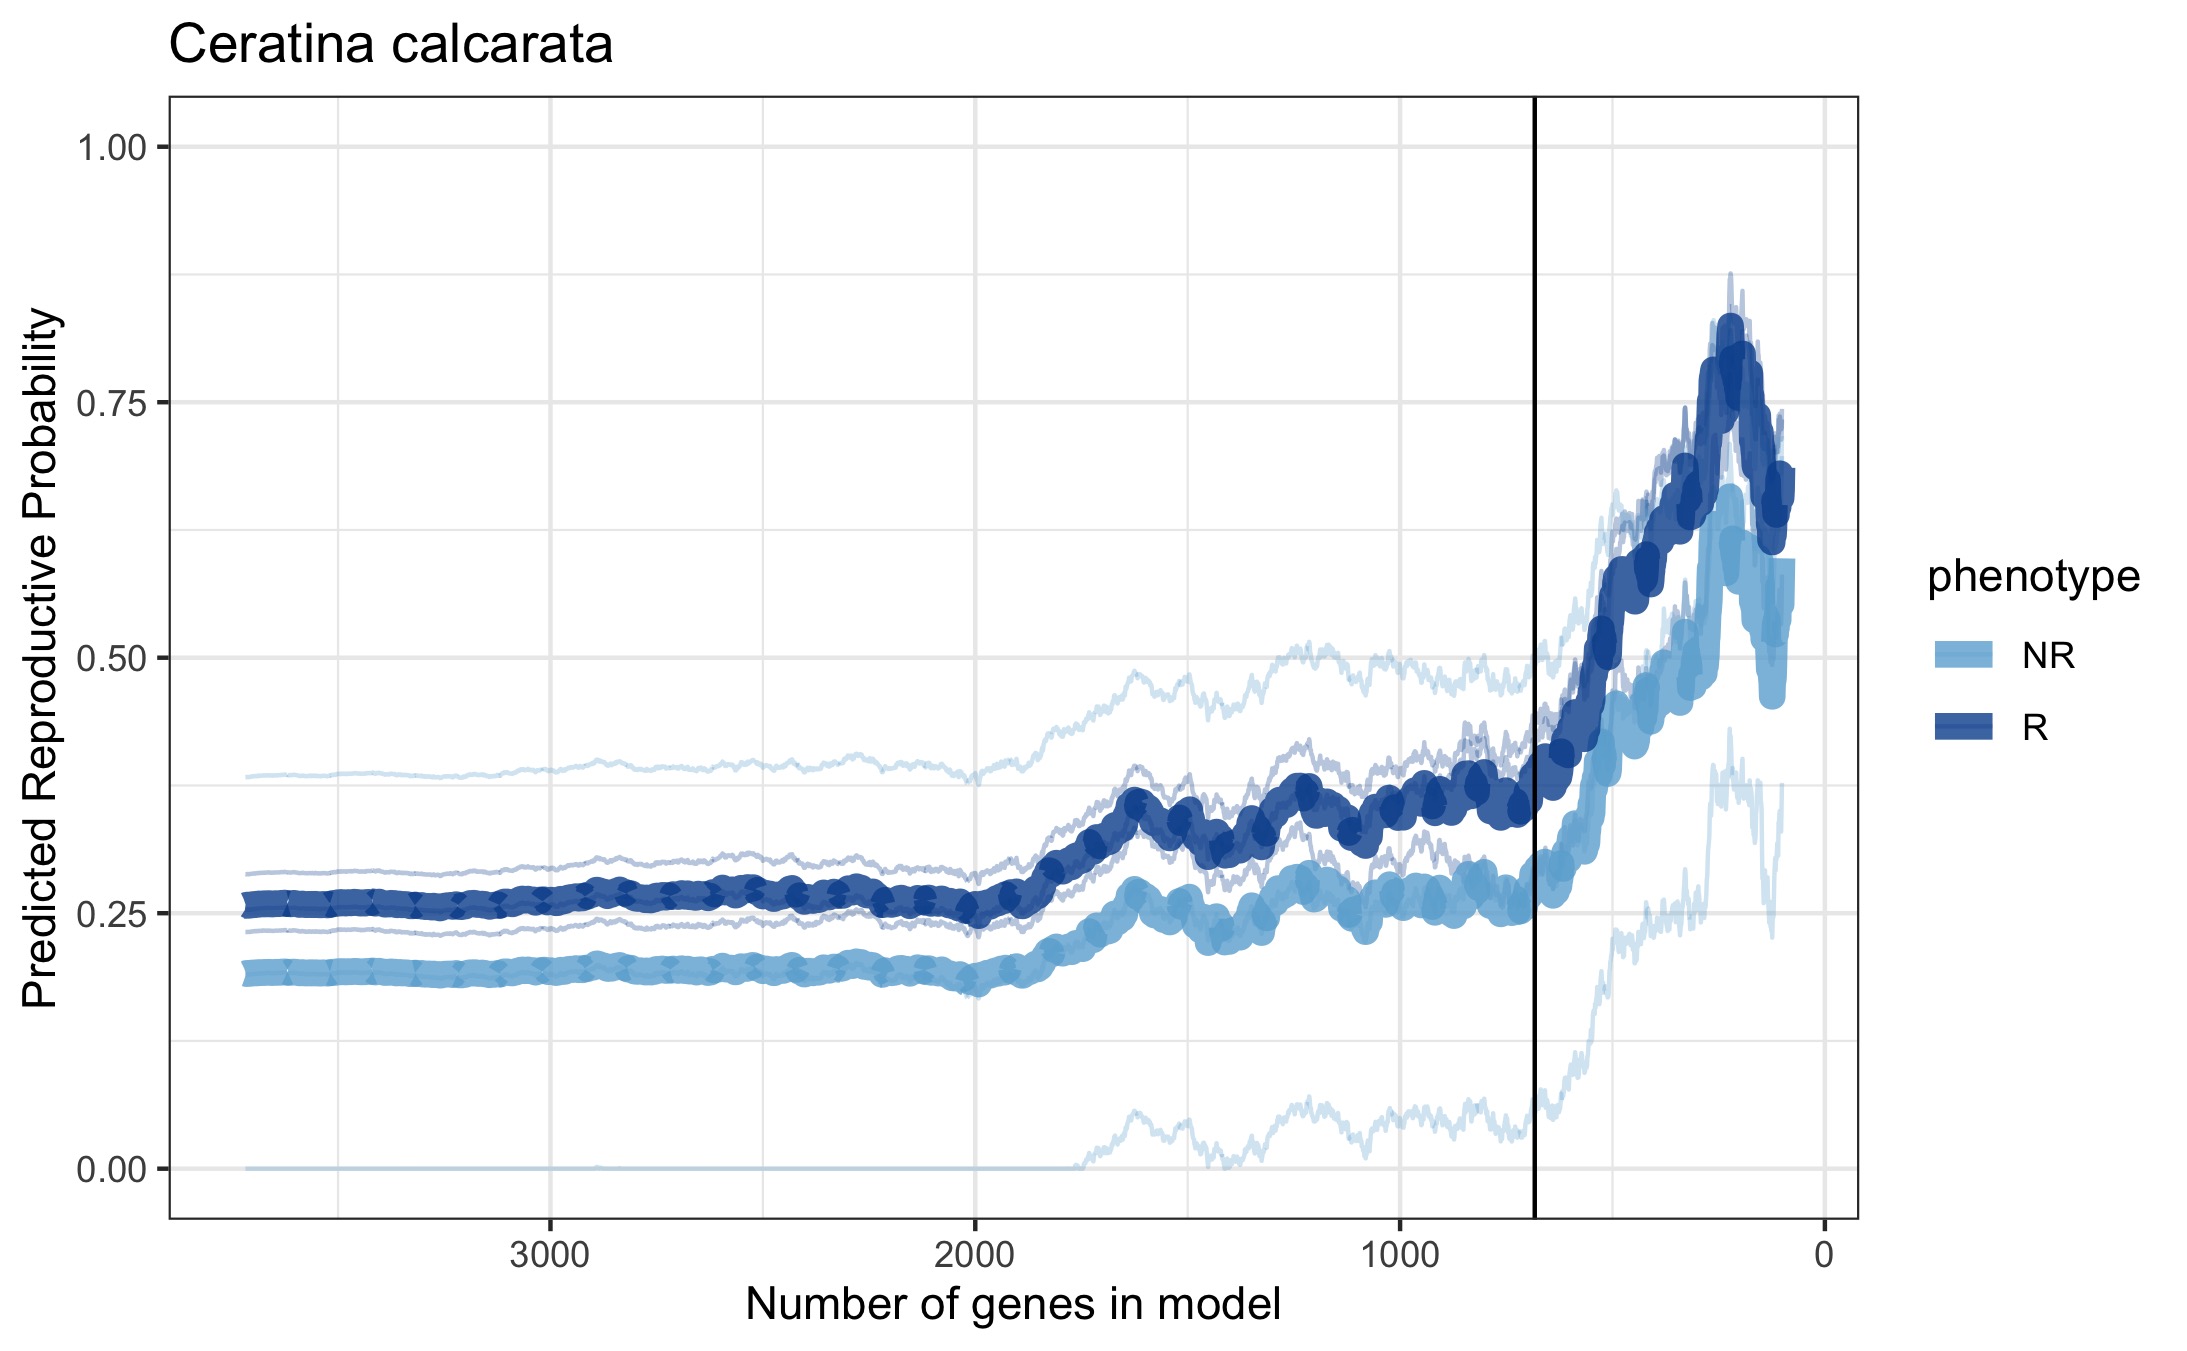 Ceratina calcarata
Predicted Reproductive Probability
1.00
0.75
0.50
0.25
0.00
3000
2000
1000
0
Number of genes in model
phenotype
NR
R